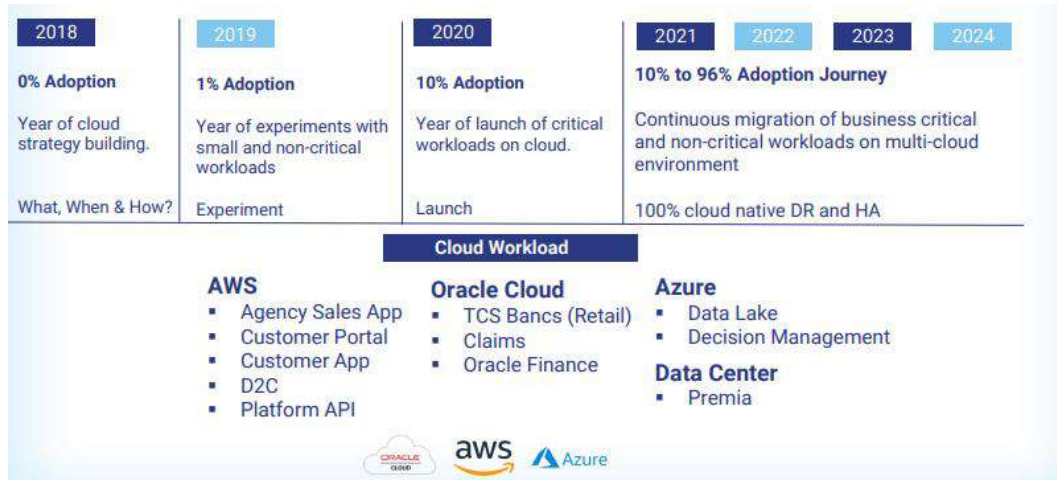 2018
0% Adoption
Year of cloud
strategy building.
What, When & How?
2019
1% Adoption
Year of experiments with
small and non-critical
workloads
Experiment
2020
10% Adoption
Year of launch of critical
workloads on cloud.
Launch
2021 2022 2023 2024
10% to 96% Adoption Journey
Continuous migration of business critical
and non-critical workloads on multi-cloud
environment
100% cloud native DR and HA
Cloud Workload
AWS
▪ Agency Sales App
▪ Customer Portal
▪ Customer App
▪ D2C
▪ Platform API
Oracle Cloud
▪ TCS Bancs (Retail)
▪ Claims
▪ Oracle Finance
Azure
▪ Data Lake
▪ Decision Management
Data Center
▪ Premia
ORACLE
CLOUD
aws
Azure